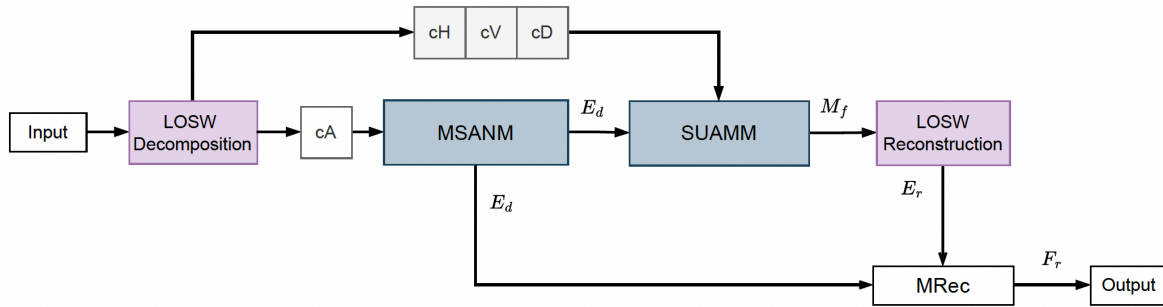 cH cV cD
Input
LOSW
Decomposition
cA
MSANM
E_d
SUAMM
M_f
LOSW
Reconstruction
E_d
E_r
MRec
F_r
Output